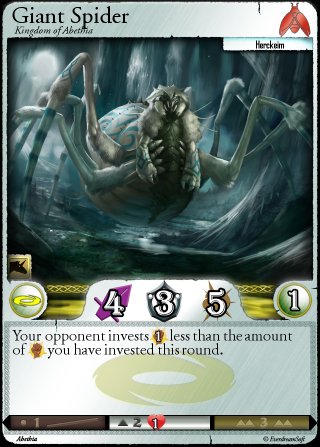 Giant Spider
Kingdom of Abethia
Herckeim
4 3 5 1
Your opponent invests 1 less than the amount
of you have invested this round.
1 2 1 3
Abethia © EverdreamSoft